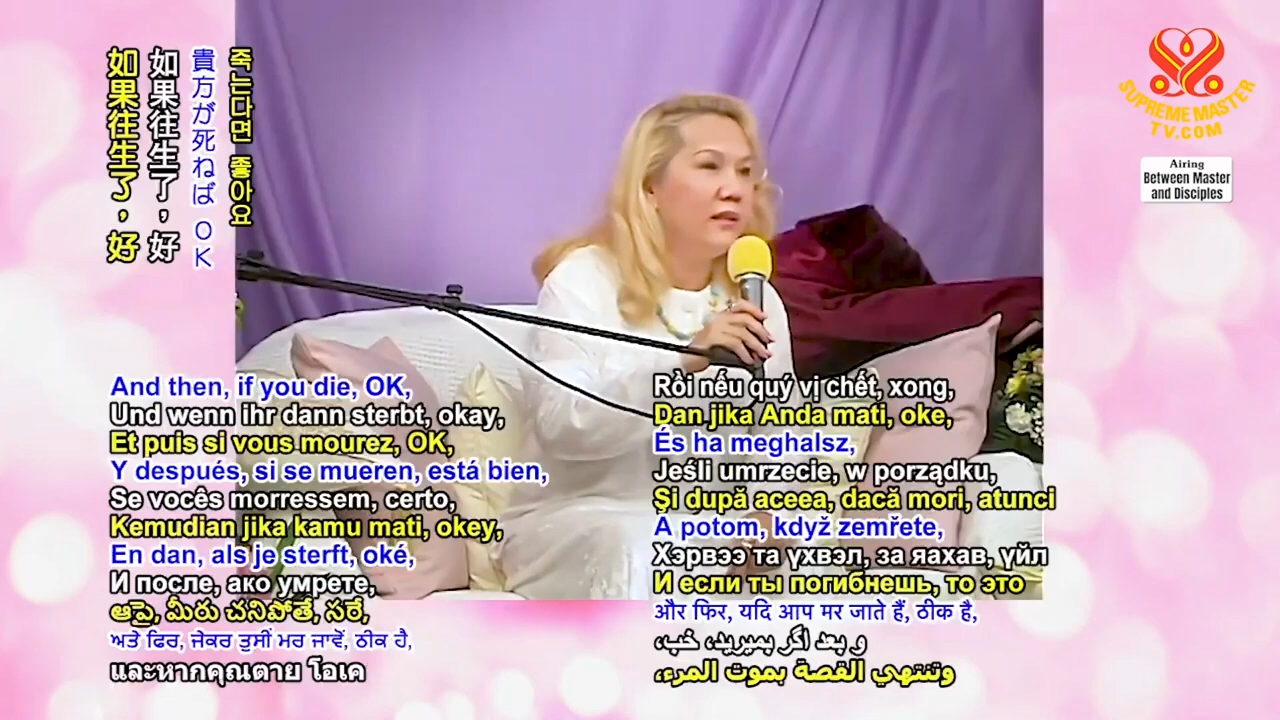 죽는다면 좋아요
貴方が死ねば OK
如果往生了，好
如果往生了，好
SUPREME MASTER
TV.COM
Airing
Between Master
and Disciples
And then, if you die, OK,
Und wenn ihr dann sterbt, okay,
Et puis si vous mourez, OK,
Y después, si se mueren, está bien,
Se vocês morressem, certo,
Kemudian jika kamu mati, okey,
En dan, als je sterft, oké,
И после, ако умрете,
ఆపై, మీరు చనిపోతే, సరే,
ਅਤੇ ਫਿਰ, ਜੇਕਰ ਤੁਸੀਂ ਮਰ ਜਾਵੋਂ, ਠੀਕ ਹੈ,
และหากคุณตาย โอเค
Rồi nếu quý vị chết, xong,
Dan jika Anda mati, oke,
És ha meghalsz,
Jeśli umrzecie, w porządku,
Și după aceea, dacă mori, atunci
A potom, když zemřete,
Хэрвээ та үхвэл, за яахав, үйл
И если ты погибнешь, то это
और फिर, यदि आप मर जाते हैं, ठीक है,
و بعد اگر بمیرید، خب،
وتنتهي القصة بموت المرء،